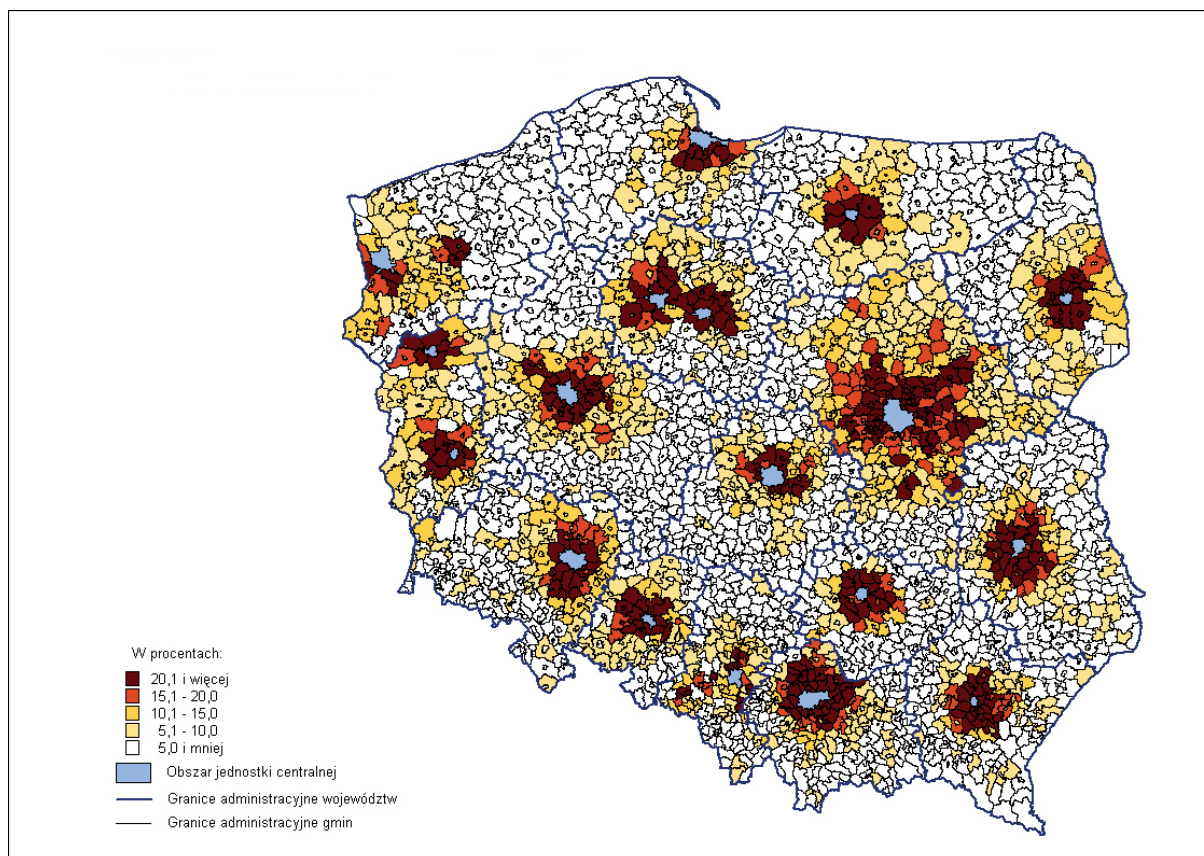 W procentach:
20,1 i więcej
15,1 - 20,0
10,1 - 15,0
5,1 - 10,0
5,0 i mniej
Obszar jednostki centralnej
Granice administracyjne województw
Granice administracyjne gmin